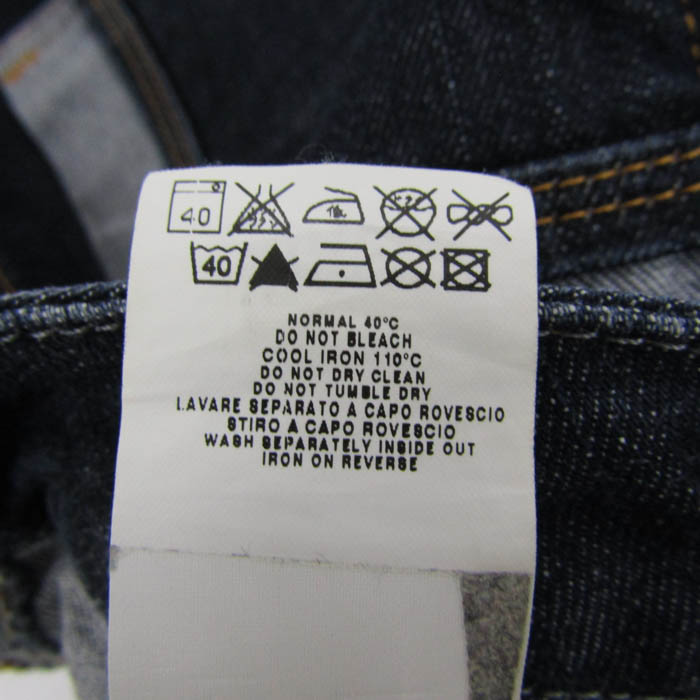 40
40
NORMAL 40°C
DO NOT BLEACH
COOL IRON 110°C
DO NOT DRY CLEAN
DO NOT TUMBLE DRY
LAVARE SEPARATO A CAPO ROVESCIO
STIRO A CAPO ROVESCIO
WASH SEPARATELY INSIDE OUT
IRON ON REVERSE